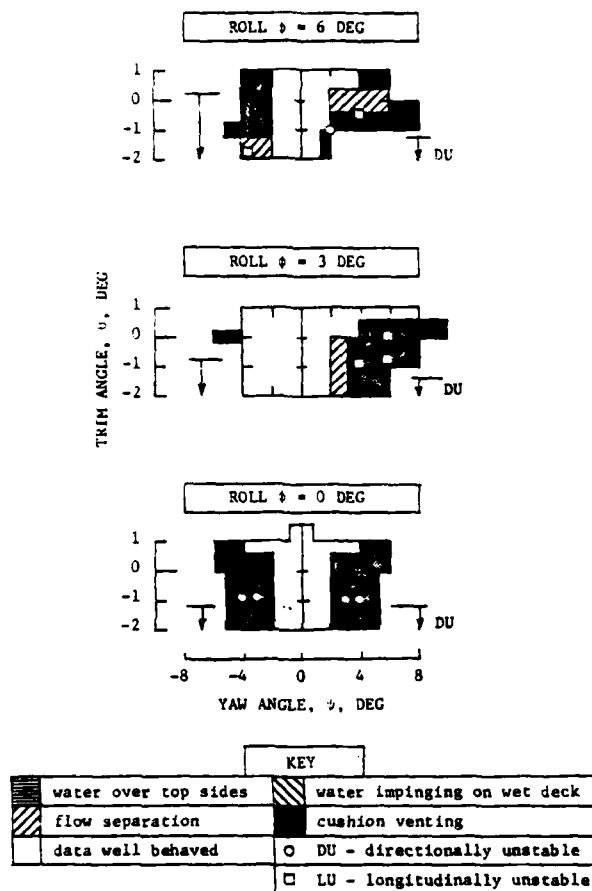 ROLL ϕ = 6 DEG
1
0
-1
-2
DU
ROLL ϕ = 3 DEG
1
0
-1
-2
DU
TRIM ANGLE, υ, DEG
ROLL ϕ = 0 DEG
1
0
-1
-2
DU
-8 -4 0 4 8
YAW ANGLE, ψ, DEG
KEY
water over top sides water impinging on wet deck
flow separation cushion venting
data well behaved DU - directionally unstable
LU - longitudinally unstable